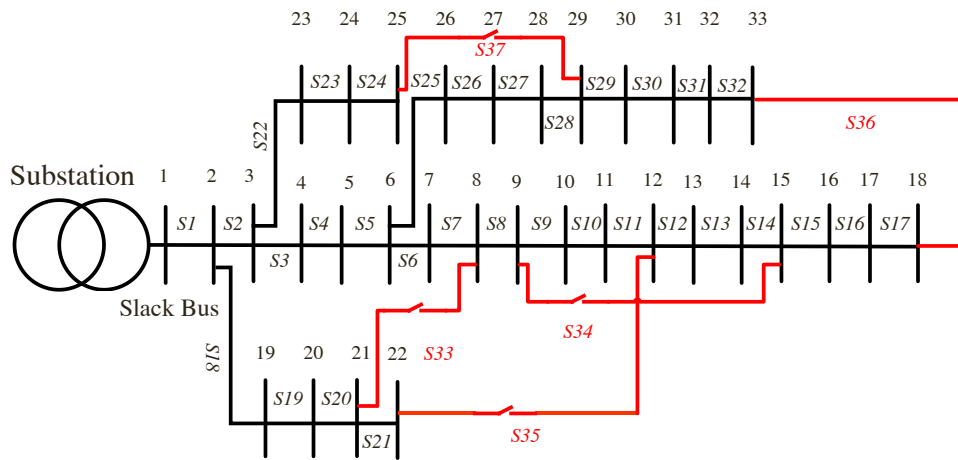 23 24 25 26 27 28 29 30 31 32 33
S37
S23 S24 S25 S26 S27 S29 S30 S31 S32
S28
S36
S22
Substation
1 2 3 4 5 6 7 8 9 10 11 12 13 14 15 16 17 18
S1 S2 S4 S5 S7 S8 S9 S10 S11 S12 S13 S14 S15 S16 S17
S3 S6
Slack Bus
S18
S33
S34
19 20 21 22
S19 S20
S21
S35